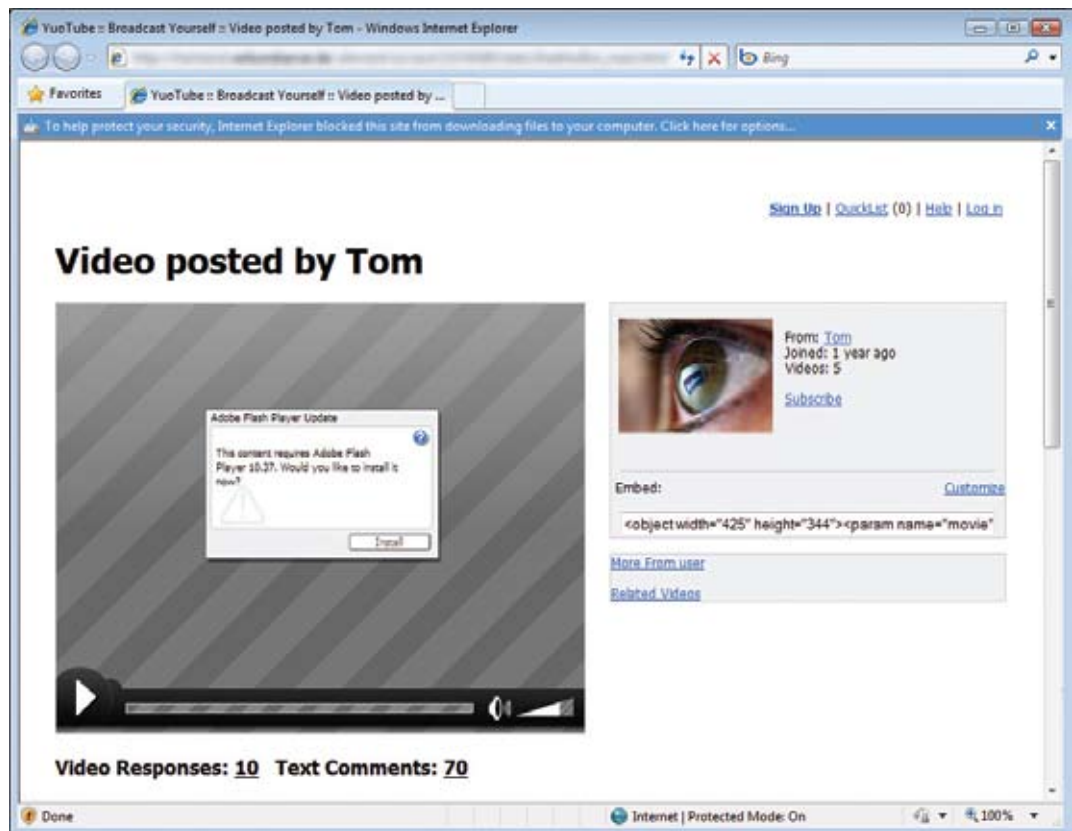 YuoTube :: Broadcast Yourself :: Video posted by Tom - Windows Internet Explorer
Bing
Favorites
YuoTube :: Broadcast Yourself :: Video posted by ...
To help protect your security, Internet Explorer blocked this site from downloading files to your computer. Click here for options...
Sign Up | QuickList (0) | Help | Log in
Video posted by Tom
From: Tom
Joined: 1 year ago
Videos: 5
Subscribe
Adobe Flash Player Update
This content requires Adobe Flash
Player 10.37. Would you like to install it
now?
Install
Embed:
Customize
<object width="425" height="344"><param name="movie"
More From user
Related Videos
Video Responses: 10 Text Comments: 70
Done
Internet | Protected Mode: On
100%